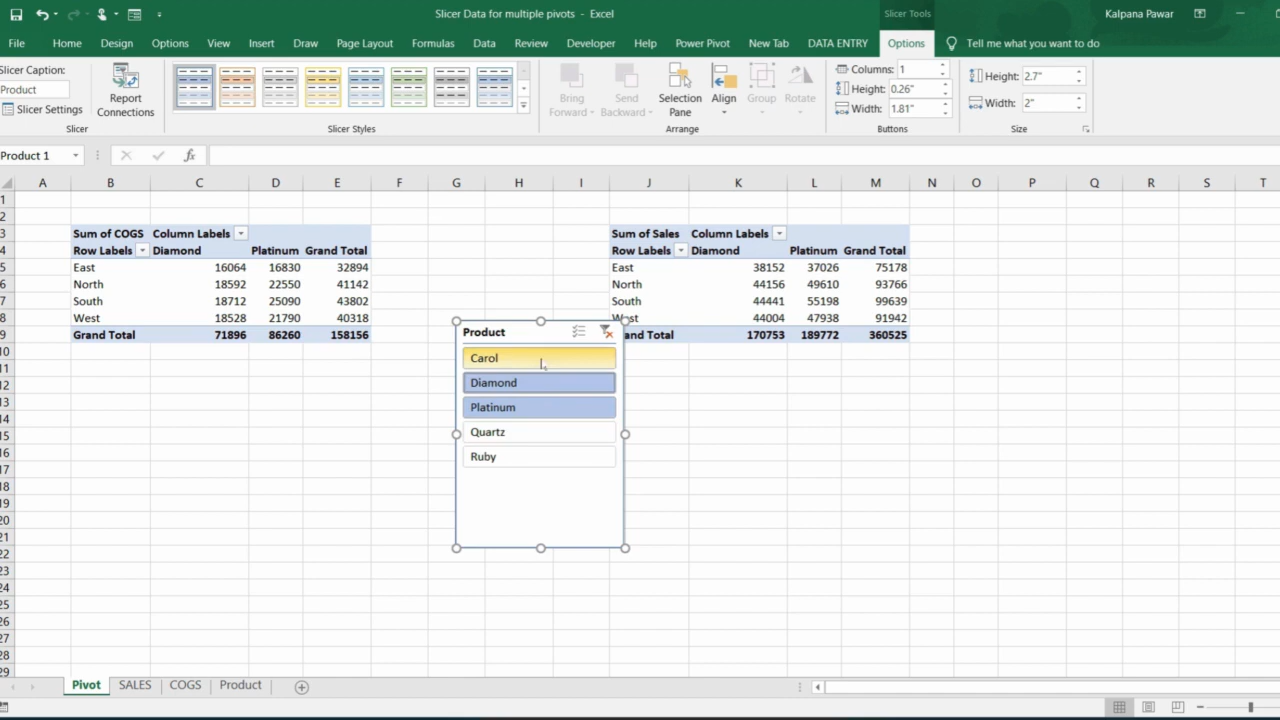 Slicer Data for multiple pivots - Excel
Slicer Tools
Kalpana Pawar
File Home Design Options View Insert Draw Page Layout Formulas Data Review Developer Help Power Pivot New Tab DATA ENTRY Options Tell me what you want to do
Slicer Caption:
Product
Slicer Settings
Report
Connections
Slicer
Slicer Styles
Bring
Forward
Send
Backward
Selection
Pane
Align
Group
Rotate
Arrange
Columns: 1
Height: 0.26"
Width: 1.81"
Buttons
Height: 2.7"
Width: 2"
Size
Product 1
fx
A B C D E F G H I J K L M N O P Q R S T
1
2
3 Sum of COGS Column Labels Sum of Sales Column Labels
4 Row Labels Diamond Platinum Grand Total Row Labels Diamond Platinum Grand Total
5 East 16064 16830 32894 East 38152 37026 75178
6 North 18592 22550 41142 North 44156 49610 93766
7 South 18712 25090 43802 South 44441 55198 99639
8 West 18528 21790 40318 West 44004 47938 91942
9 Grand Total 71896 86260 158156 and Total 170753 189772 360525
Product
Carol
Diamond
Platinum
Quartz
Ruby
10
11
12
13
14
15
16
17
18
19
20
21
22
23
24
25
26
27
28
29
Pivot SALES COGS Product